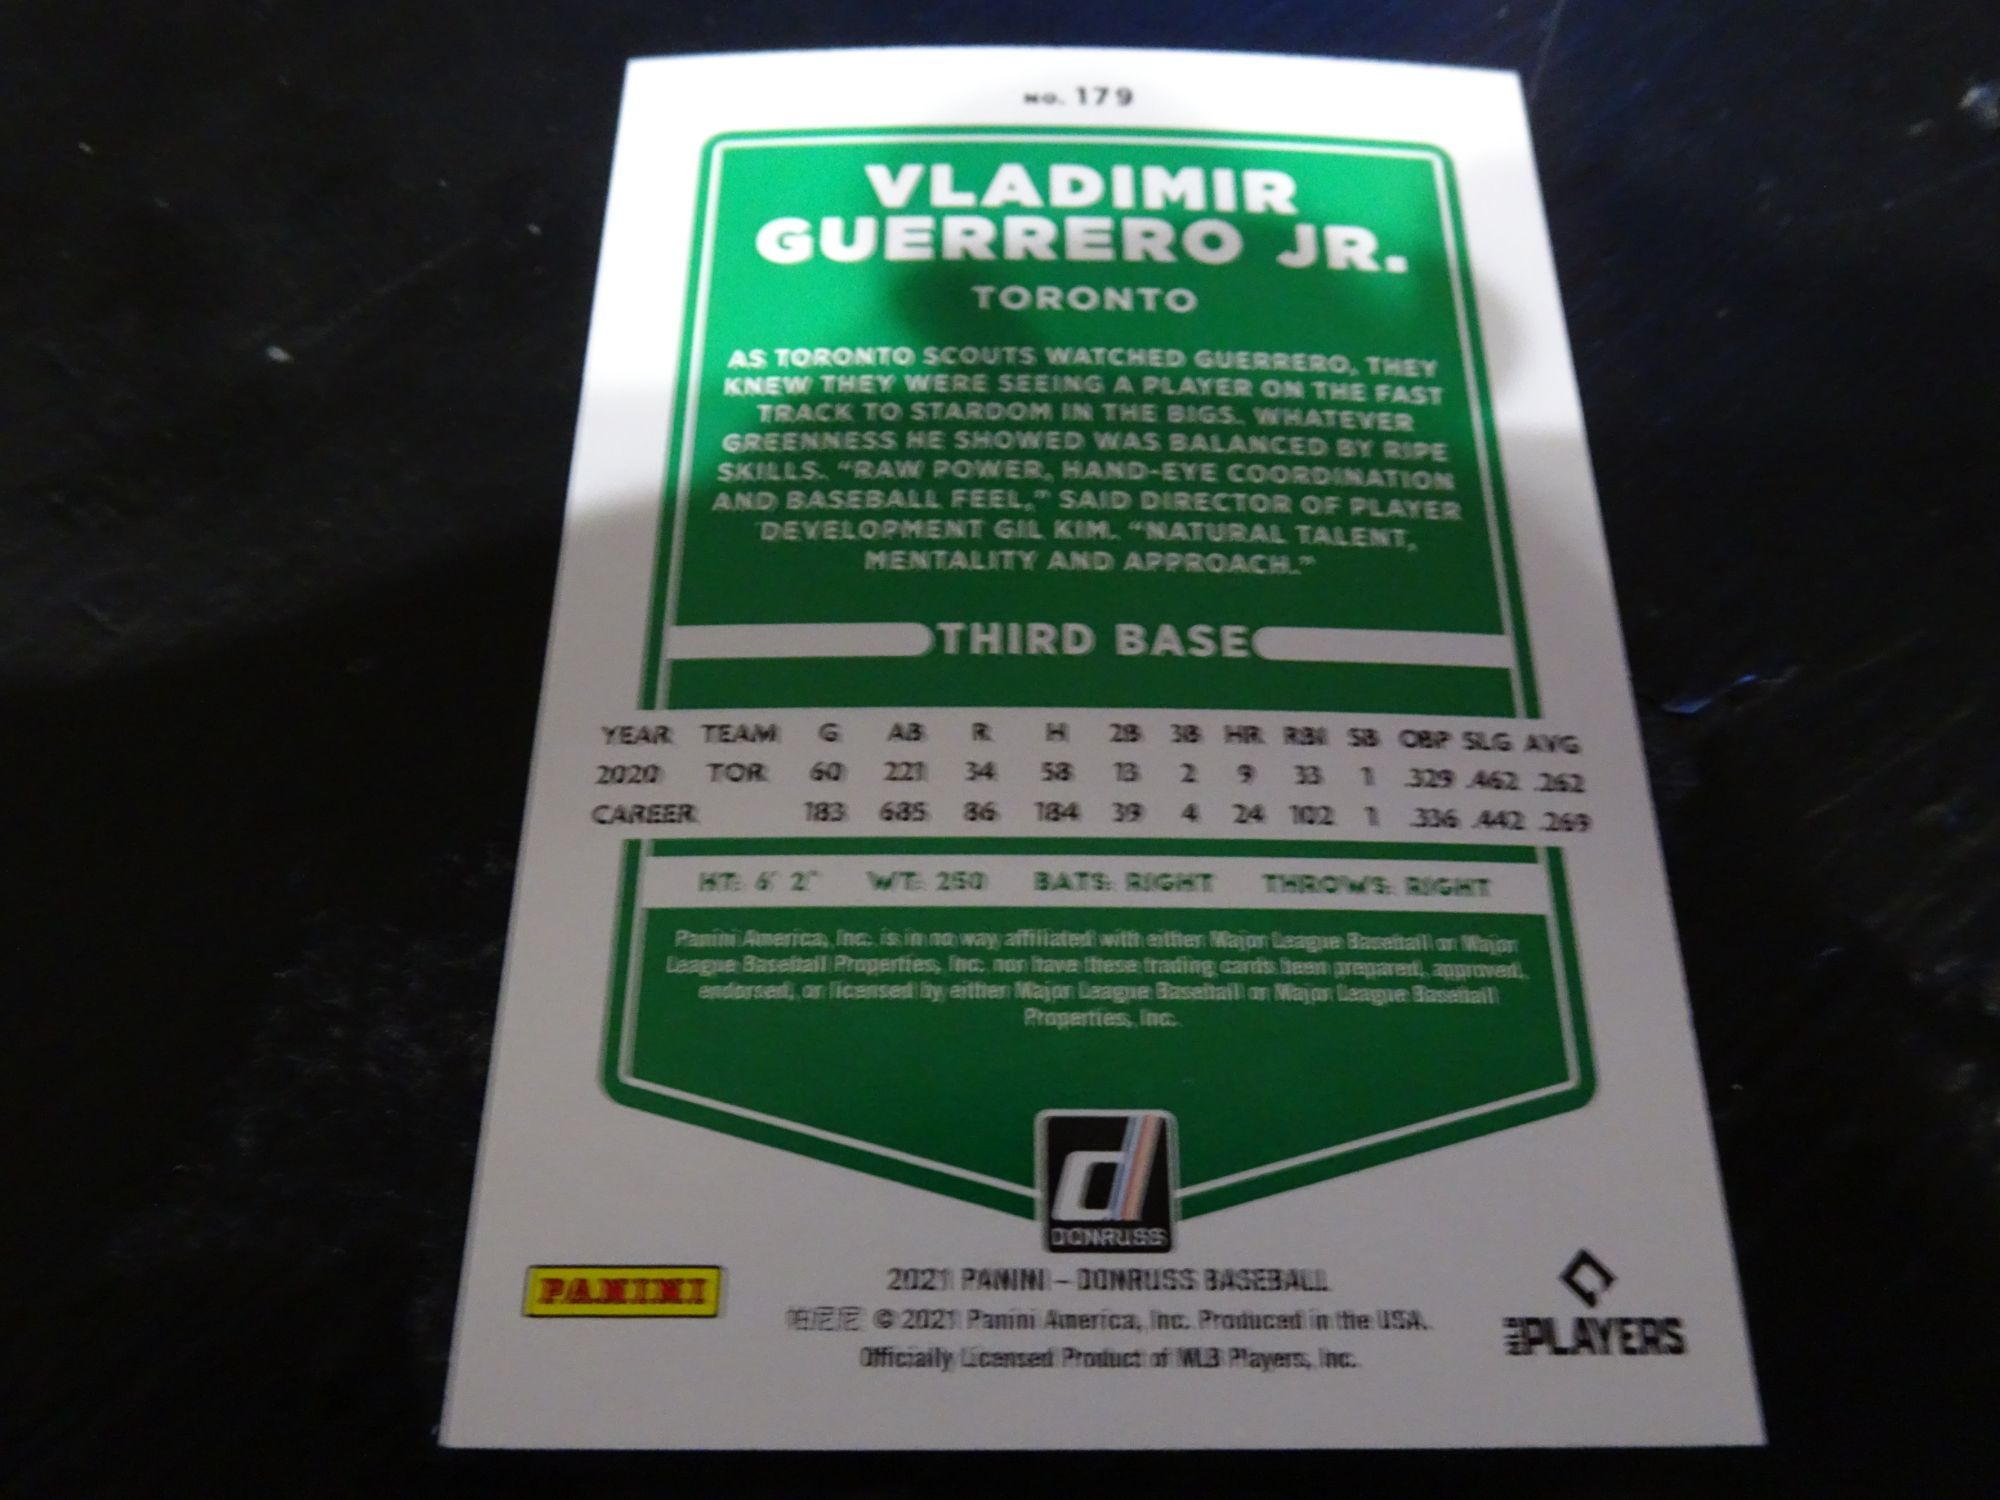 NO. 179
VLADIMIR
GUERRERO JR.
TORONTO
AS TORONTO SCOUTS WATCHED GUERRERO, THEY
KNEW THEY WERE SEEING A PLAYER ON THE FAST
TRACK TO STARDOM IN THE BIGS. WHATEVER
GREENNESS HE SHOWED WAS BALANCED BY RIPE
SKILLS. “RAW POWER, HAND-EYE COORDINATION
AND BASEBALL FEEL,” SAID DIRECTOR OF PLAYER
DEVELOPMENT GIL KIM. “NATURAL TALENT,
MENTALITY AND APPROACH.”
THIRD BASE
YEAR TEAM G AB R H 2B 3B HR RBI SB OBP SLG AVG
2020 TOR 60 221 34 58 13 2 9 33 1 .329 .462 .262
CAREER 183 685 86 184 39 4 24 102 1 .336 .442 .269
HT: 6' 2" WT: 250 BATS: RIGHT THROWS: RIGHT
Panini America, Inc. is in no way affiliated with either Major League Baseball or Major
League Baseball Properties, Inc. nor have these trading cards been prepared, approved,
endorsed, or licensed by either Major League Baseball or Major League Baseball
Properties, Inc.
d
DONRUSS
PANINI
2021 PANINI – DONRUSS BASEBALL
© 2021 Panini America, Inc. Produced in the USA.
Officially Licensed Product of MLB Players, Inc.
MLB PLAYERS